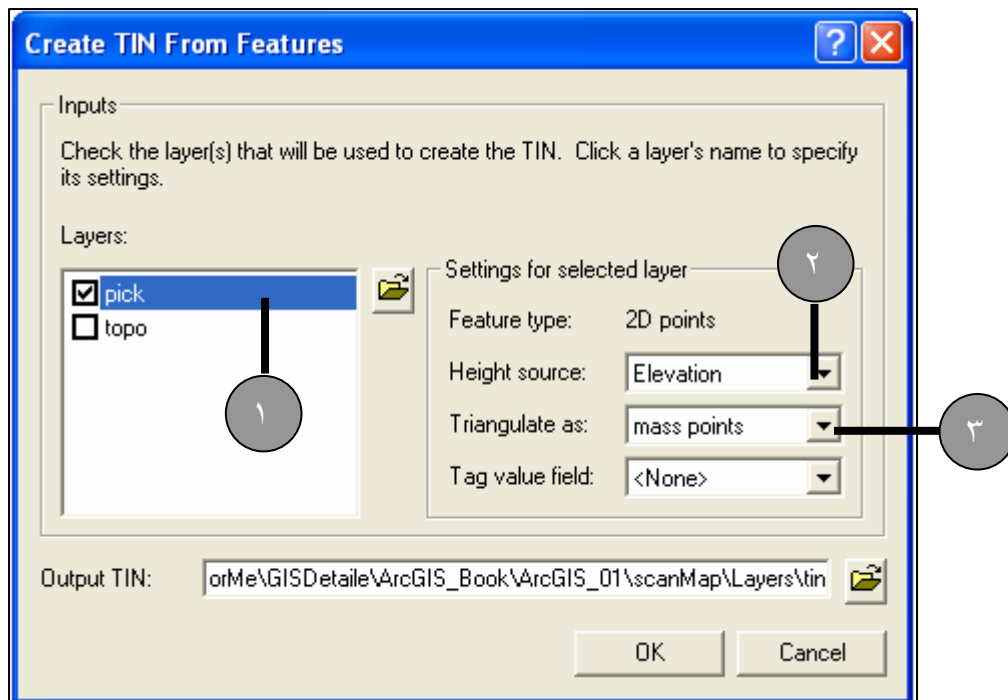 Create TIN From Features
Inputs
Check the layer(s) that will be used to create the TIN. Click a layer's name to specify
its settings.
Layers:
pick
topo
Settings for selected layer
Feature type: 2D points
Height source: Elevation
Triangulate as: mass points
Tag value field: <None>
Output TIN: orMe\GISDetaile\ArcGIS_Book\ArcGIS_01\scanMap\Layers\tin
OK Cancel
١
٢
٣